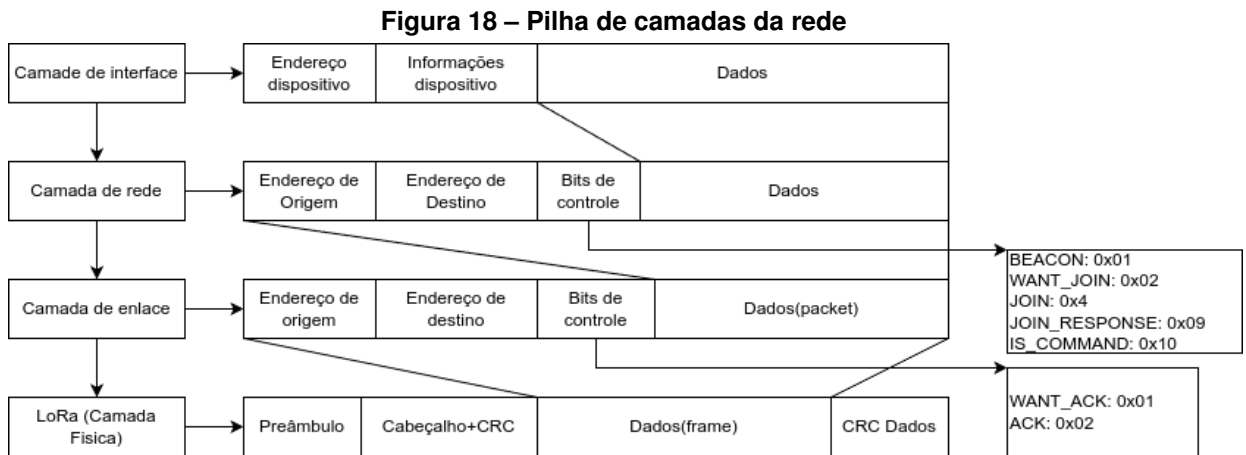 Figura 18 – Pilha de camadas da rede
Camade de interface
Endereço
dispositivo
Informações
dispositivo
Dados
Camada de rede
Endereço de
Origem
Endereço de
Destino
Bits de
controle
Dados
BEACON: 0x01
WANT_JOIN: 0x02
JOIN: 0x4
JOIN_RESPONSE: 0x09
IS_COMMAND: 0x10
Camada de enlace
Endereço de
origem
Endereço de
destino
Bits de
controle
Dados(packet)
WANT_ACK: 0x01
ACK: 0x02
LoRa (Camada
Fisica)
Preâmbulo
Cabeçalho+CRC
Dados(frame)
CRC Dados